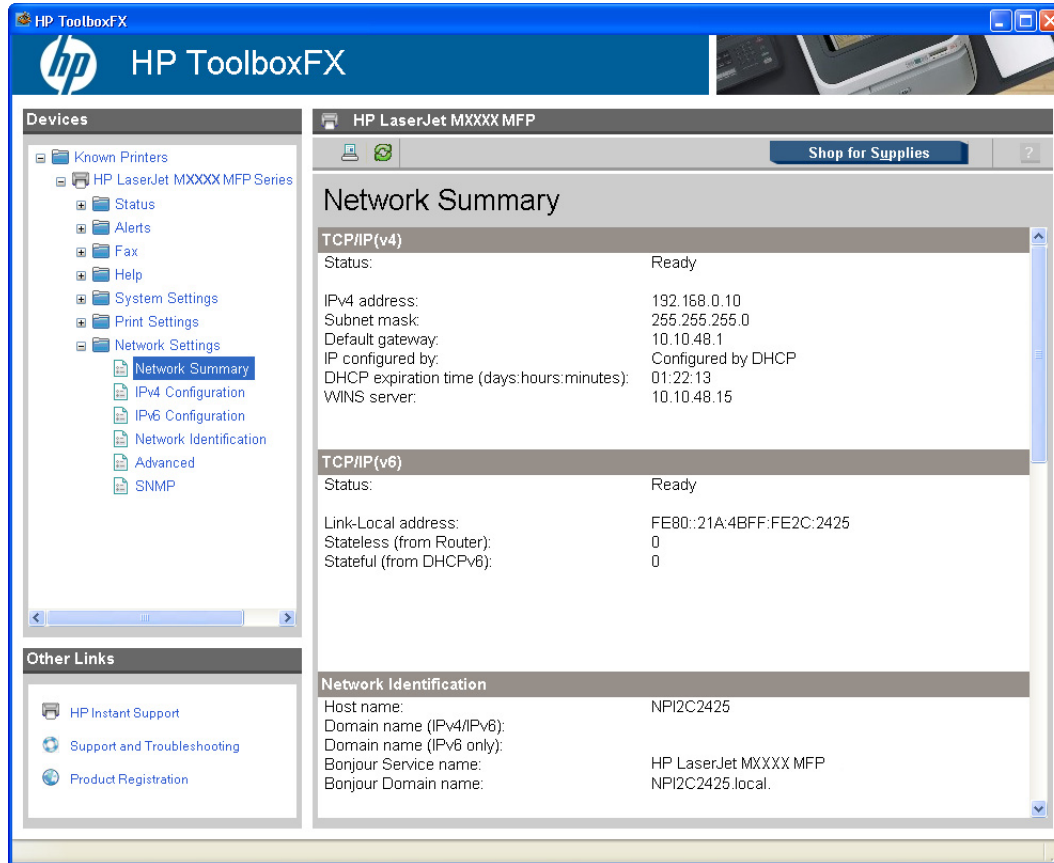 HP ToolboxFX
hp HP ToolboxFX
Devices
Known Printers
HP LaserJet MXXXX MFP Series
Status
Alerts
Fax
Help
System Settings
Print Settings
Network Settings
Network Summary
IPv4 Configuration
IPv6 Configuration
Network Identification
Advanced
SNMP
Other Links
HP Instant Support
Support and Troubleshooting
Product Registration
HP LaserJet MXXXX MFP
Shop for Supplies ?
Network Summary
TCP/IP(v4)
Status: Ready
IPv4 address: 192.168.0.10
Subnet mask: 255.255.255.0
Default gateway: 10.10.48.1
IP configured by: Configured by DHCP
DHCP expiration time (days:hours:minutes): 01:22:13
WINS server: 10.10.48.15
TCP/IP(v6)
Status: Ready
Link-Local address: FE80::21A:4BFF:FE2C:2425
Stateless (from Router): 0
Stateful (from DHCPv6): 0
Network Identification
Host name: NPI2C2425
Domain name (IPv4/IPv6):
Domain name (IPv6 only):
Bonjour Service name: HP LaserJet MXXXX MFP
Bonjour Domain name: NPI2C2425.local.